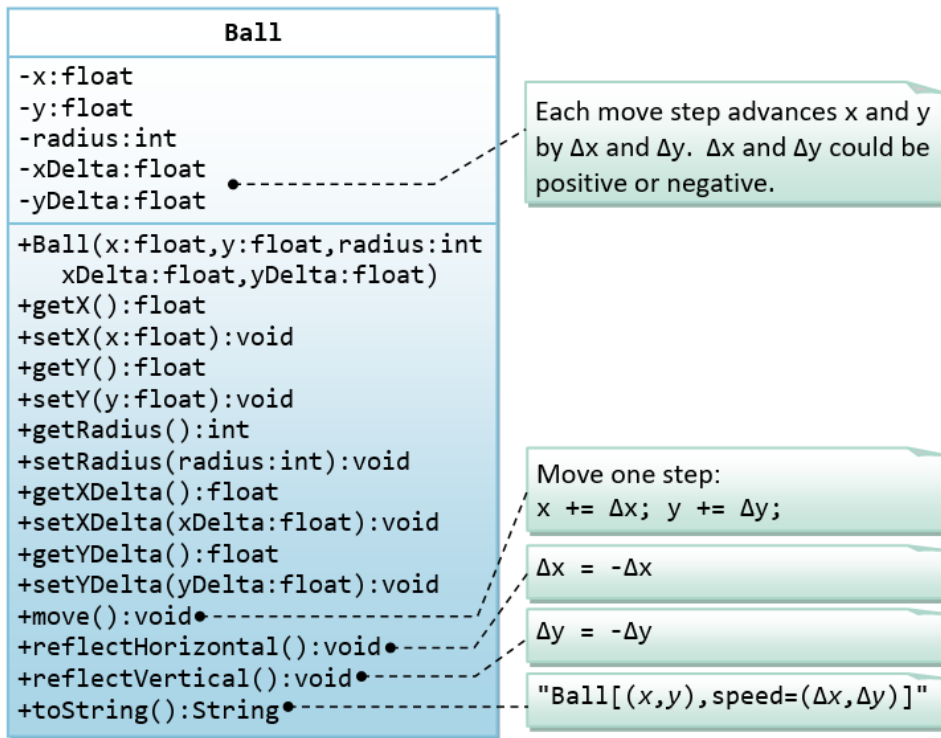 Ball
-x:float
-y:float
-radius:int
-xDelta:float
-yDelta:float
Each move step advances x and y
by Δx and Δy. Δx and Δy could be
positive or negative.
+Ball(x:float,y:float,radius:int
xDelta:float,yDelta:float)
+getX():float
+setX(x:float):void
+getY():float
+setY(y:float):void
+getRadius():int
+setRadius(radius:int):void
+getXDelta():float
+setXDelta(xDelta:float):void
+getYDelta():float
+setYDelta(yDelta:float):void
+move():void
+reflectHorizontal():void
+reflectVertical():void
+toString():String
Move one step:
x += Δx; y += Δy;
Δx = -Δx
Δy = -Δy
"Ball[(x,y),speed=(Δx,Δy)]"